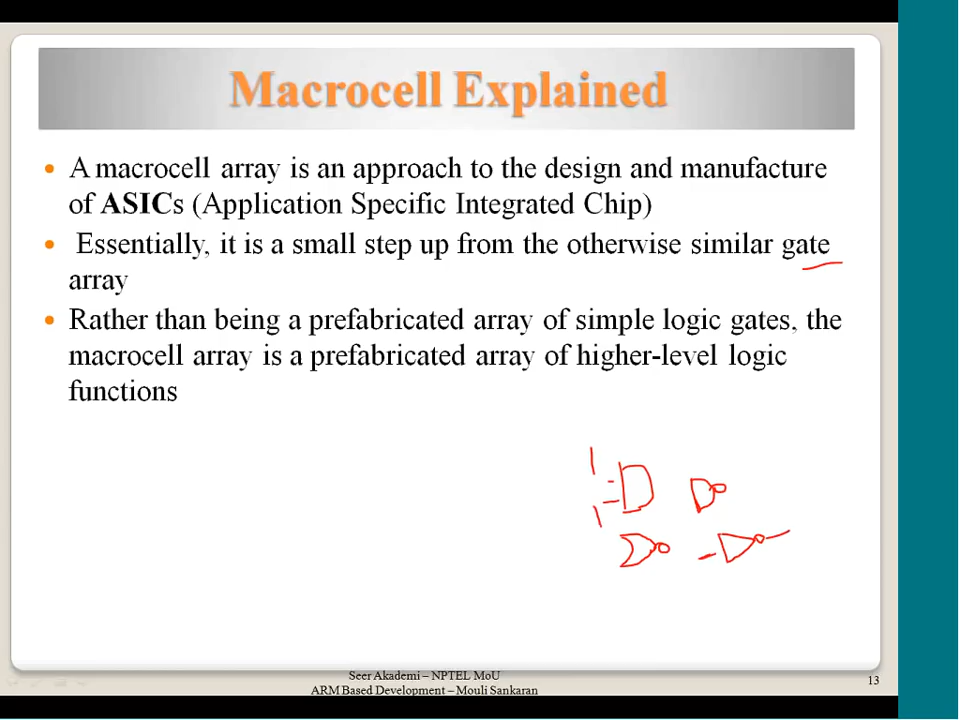 Macrocell Explained
A macrocell array is an approach to the design and manufacture
of ASICs (Application Specific Integrated Chip)
Essentially, it is a small step up from the otherwise similar gate
array
Rather than being a prefabricated array of simple logic gates, the
macrocell array is a prefabricated array of higher-level logic
functions
Seer Akademi – NPTEL MoU
ARM Based Development – Mouli Sankaran
13